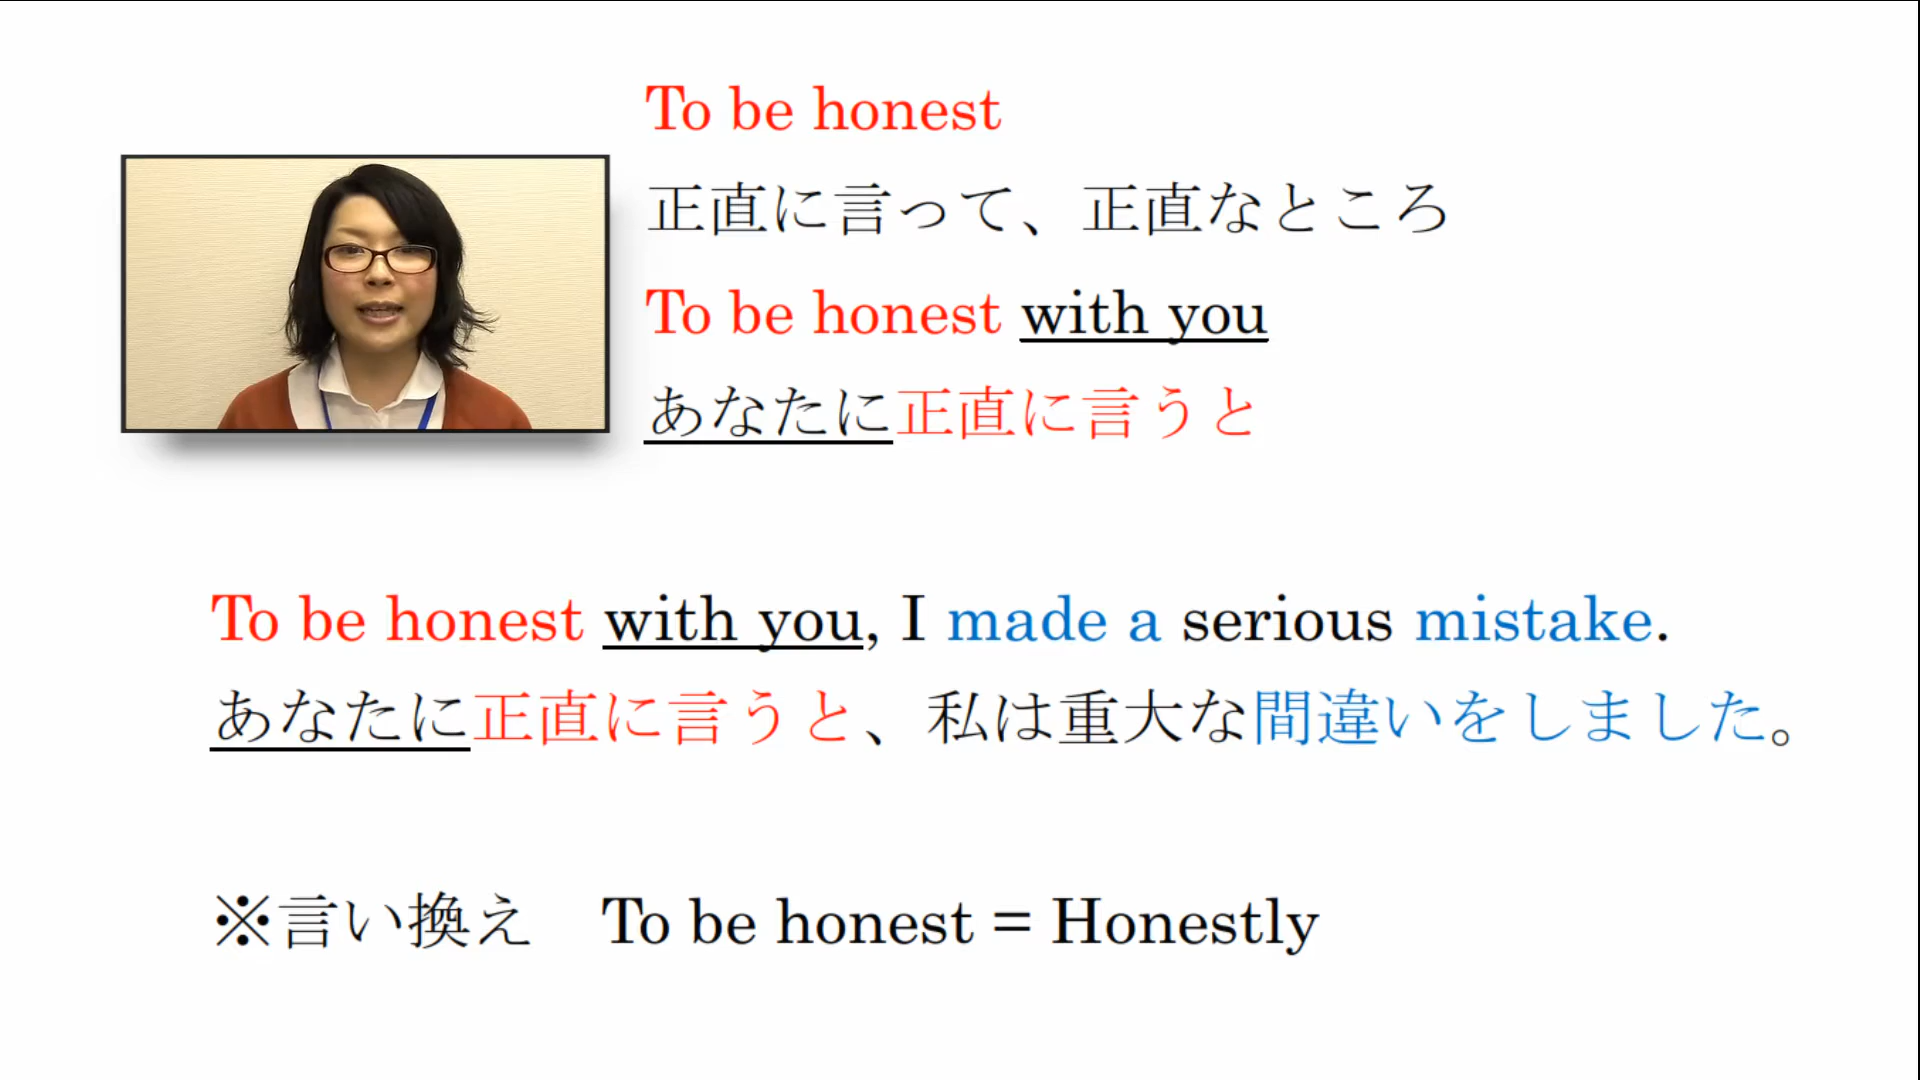 To be honest
正直に言って、正直なところ
To be honest with you
あなたに正直に言うと
To be honest with you, I made a serious mistake.
あなたに正直に言うと、私は重大な間違いをしました。
※言い換え　To be honest = Honestly